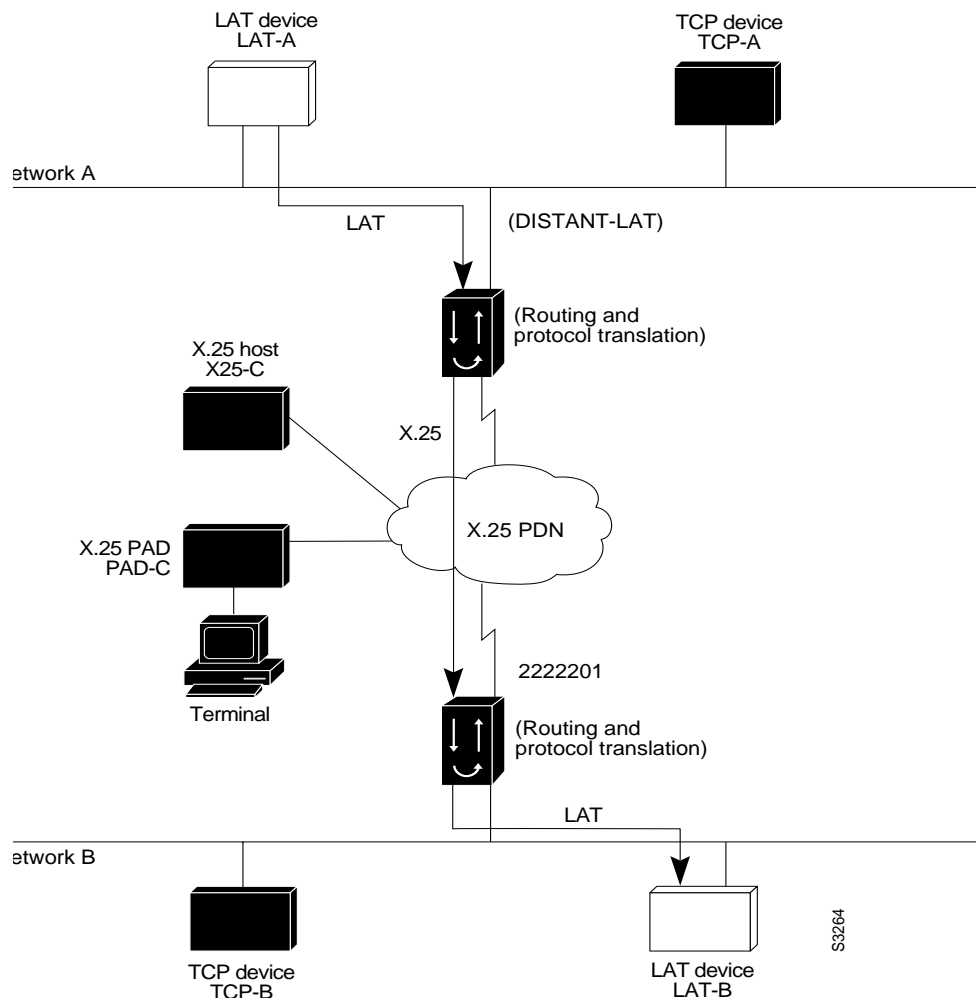 LAT device
LAT-A
TCP device
TCP-A
etwork A
LAT
(DISTANT-LAT)
(Routing and
protocol translation)
X.25 host
X25-C
X.25
X.25 PDN
X.25 PAD
PAD-C
2222201
Terminal
(Routing and
protocol translation)
LAT
etwork B
S3264
TCP device
TCP-B
LAT device
LAT-B